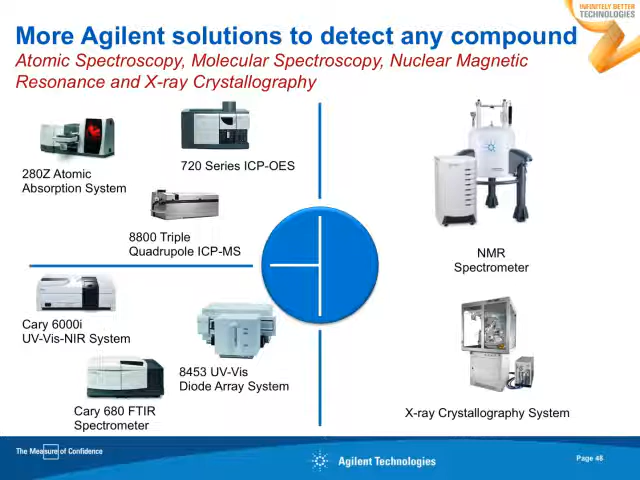 INFINITELY BETTER
TECHNOLOGIES
More Agilent solutions to detect any compound
Atomic Spectroscopy, Molecular Spectroscopy, Nuclear Magnetic
Resonance and X-ray Crystallography
280Z Atomic
Absorption System
720 Series ICP-OES
8800 Triple
Quadrupole ICP-MS
NMR
Spectrometer
Cary 6000i
UV-Vis-NIR System
8453 UV-Vis
Diode Array System
Cary 680 FTIR
Spectrometer
X-ray Crystallography System
The Measure of Confidence
Agilent Technologies
Page 48